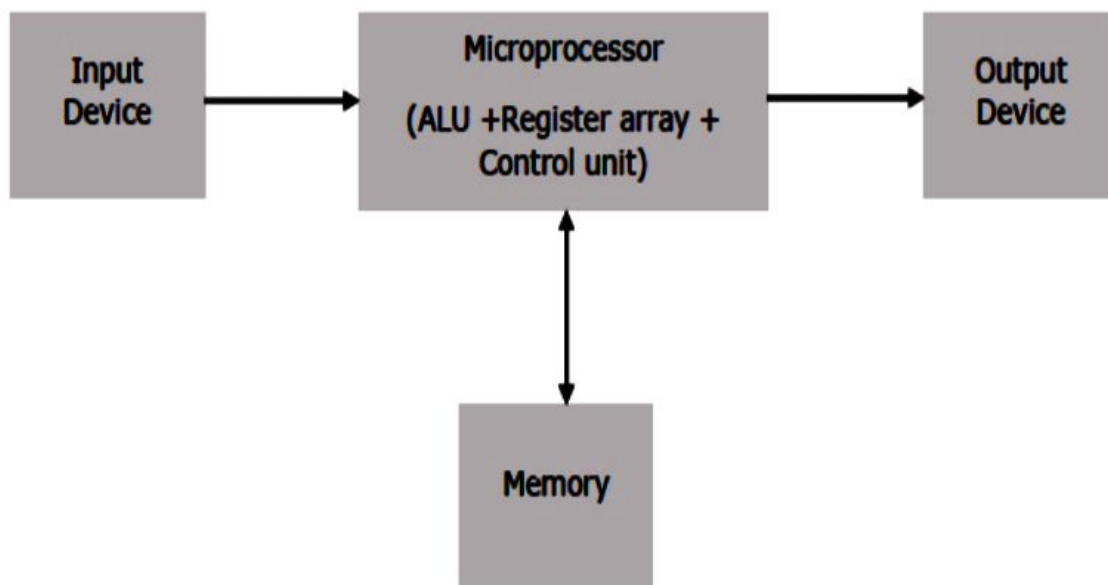 Input
Device
Microprocessor
(ALU +Register array +
Control unit)
Output
Device
Memory